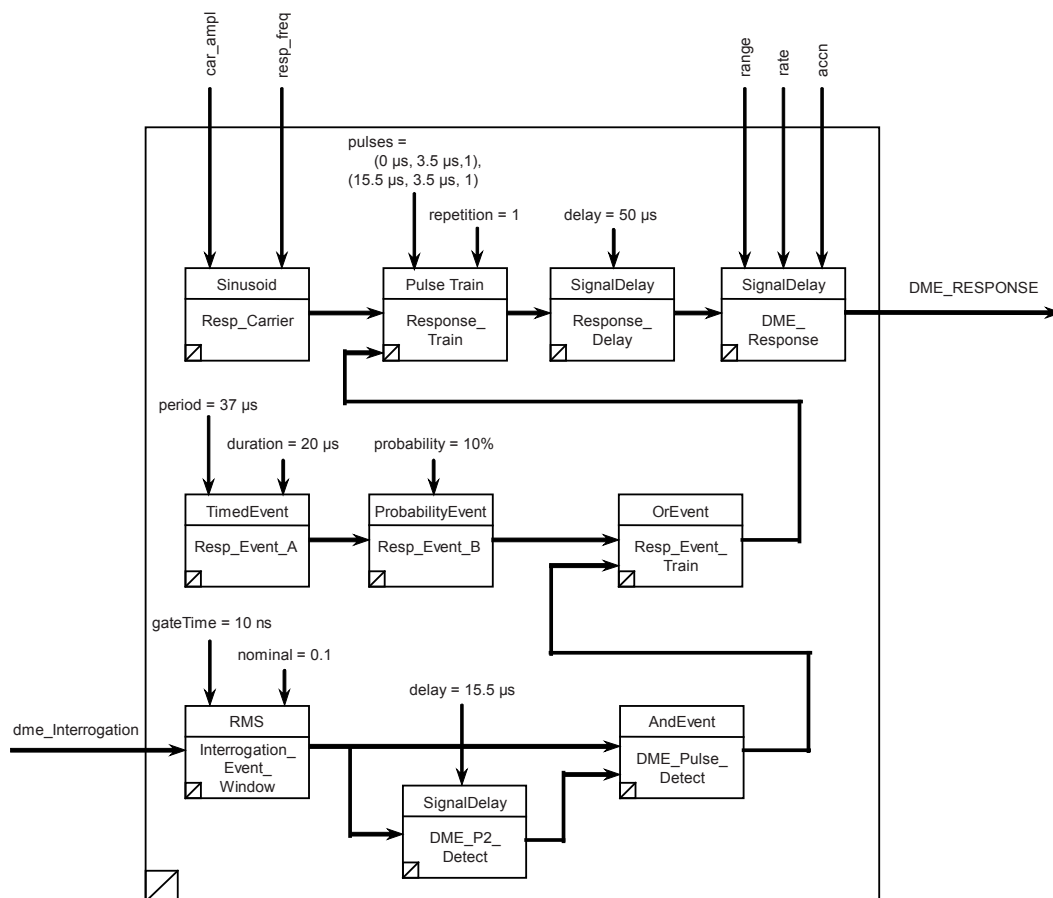 car_ampl
resp_freq
range
rate
accn
pulses =
(0 µs, 3.5 µs,1),
(15.5 µs, 3.5 µs, 1)
repetition = 1
delay = 50 µs
Sinusoid
Resp_Carrier
Pulse Train
Response_
Train
SignalDelay
Response_
Delay
SignalDelay
DME_
Response
DME_RESPONSE
period = 37 µs
duration = 20 µs
probability = 10%
TimedEvent
Resp_Event_A
ProbabilityEvent
Resp_Event_B
OrEvent
Resp_Event_
Train
gateTime = 10 ns
nominal = 0.1
delay = 15.5 µs
dme_Interrogation
RMS
Interrogation_
Event_
Window
SignalDelay
DME_P2_
Detect
AndEvent
DME_Pulse_
Detect